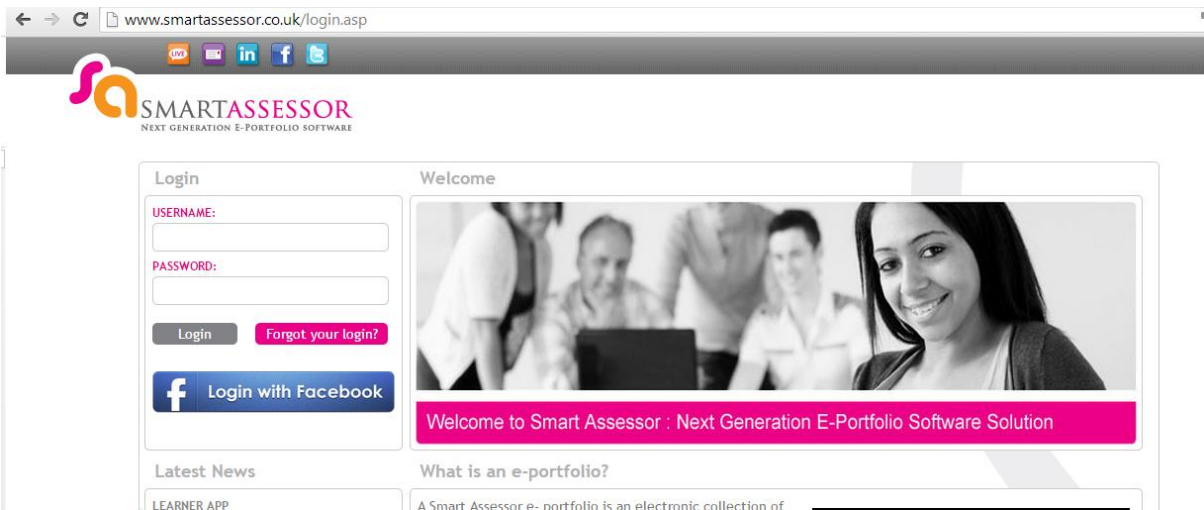 www.smartassessor.co.uk/login.asp
LIVE
in
f
SMARTASSESSOR
NEXT GENERATION E-PORTFOLIO SOFTWARE
Login
USERNAME:
PASSWORD:
Login Forgot your login?
f Login with Facebook
Welcome
Welcome to Smart Assessor : Next Generation E-Portfolio Software Solution
Latest News
LEARNER APP
What is an e-portfolio?
A Smart Assessor e- portfolio is an electronic collection of